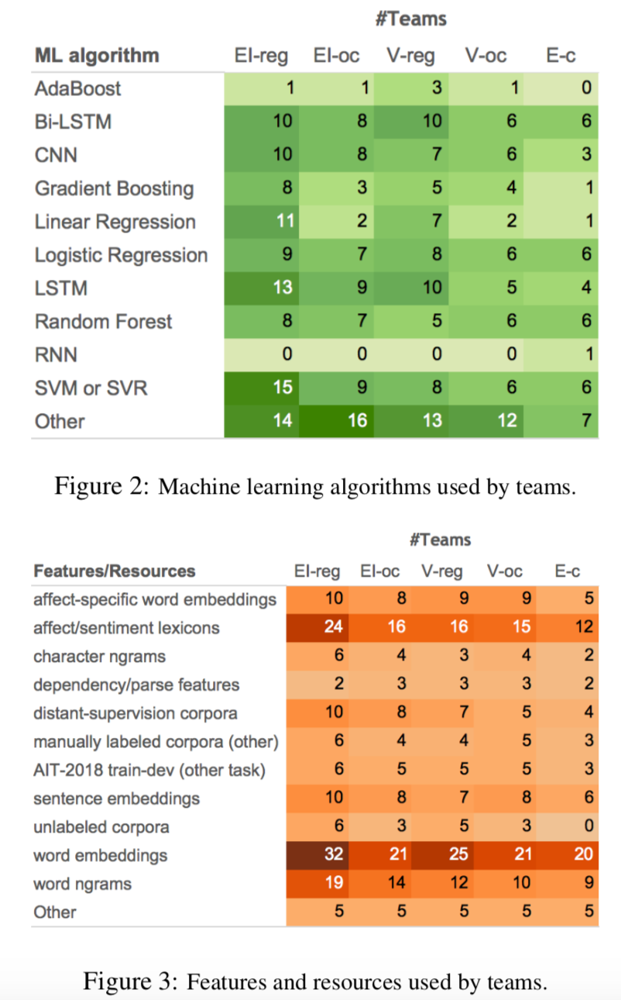 #Teams
ML algorithm EI-reg EI-oc V-reg V-oc E-c
AdaBoost 1 1 3 1 0
Bi-LSTM 10 8 10 6 6
CNN 10 8 7 6 3
Gradient Boosting 8 3 5 4 1
Linear Regression 11 2 7 2 1
Logistic Regression 9 7 8 6 6
LSTM 13 9 10 5 4
Random Forest 8 7 5 6 6
RNN 0 0 0 0 1
SVM or SVR 15 9 8 6 6
Other 14 16 13 12 7
Figure 2: Machine learning algorithms used by teams.
#Teams
Features/Resources EI-reg EI-oc V-reg V-oc E-c
affect-specific word embeddings 10 8 9 9 5
affect/sentiment lexicons 24 16 16 15 12
character ngrams 6 4 3 4 2
dependency/parse features 2 3 3 3 2
distant-supervision corpora 10 8 7 5 4
manually labeled corpora (other) 6 4 4 5 3
AIT-2018 train-dev (other task) 6 5 5 5 3
sentence embeddings 10 8 7 8 6
unlabeled corpora 6 3 5 3 0
word embeddings 32 21 25 21 20
word ngrams 19 14 12 10 9
Other 5 5 5 5 5
Figure 3: Features and resources used by teams.